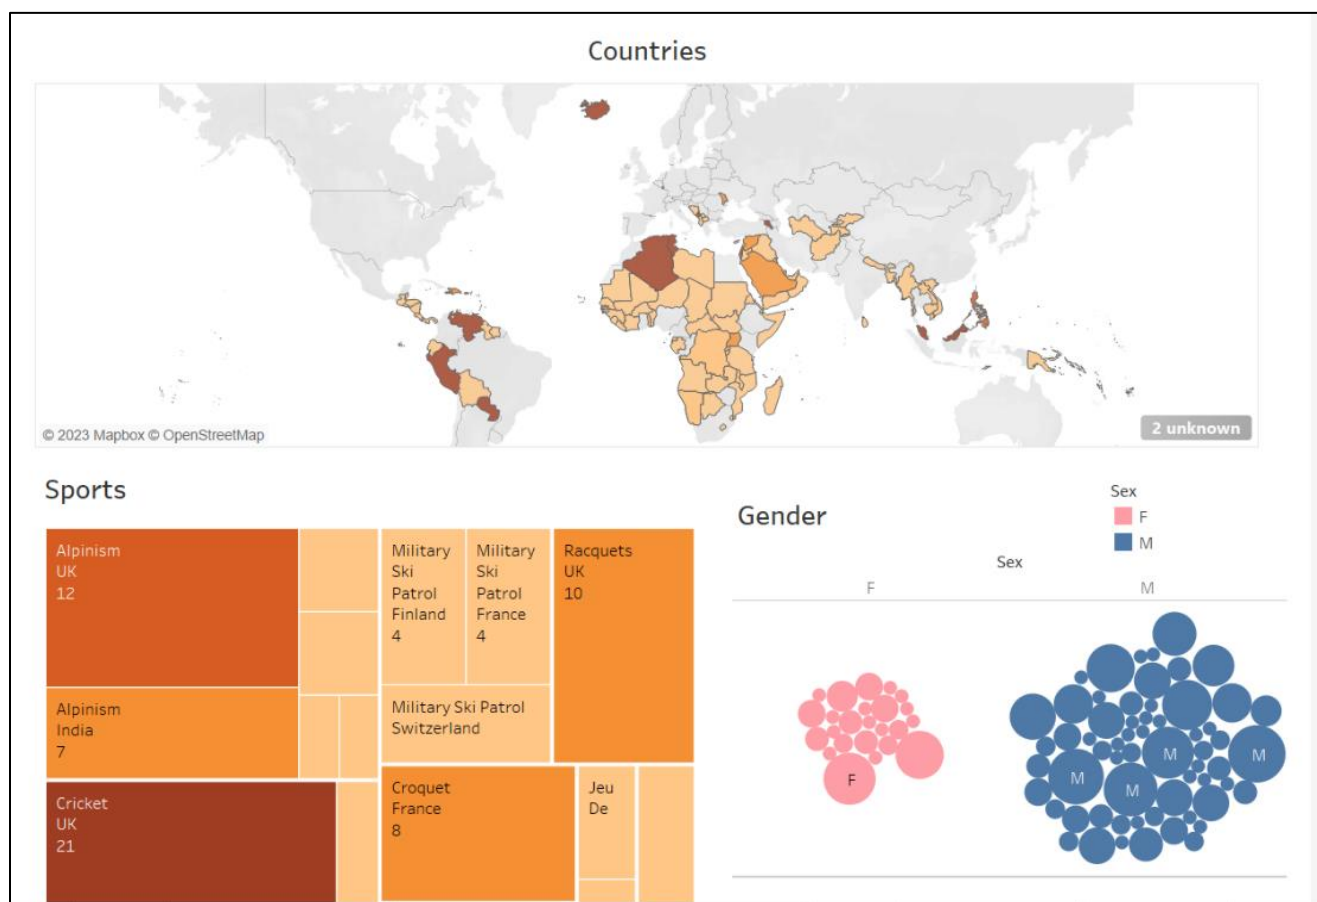 Countries
© 2023 Mapbox © OpenStreetMap
2 unknown
Sports
Alpinism
UK
12
Alpinism
India
7
Cricket
UK
21
Military
Ski
Patrol
Finland
4
Military
Ski
Patrol
France
4
Military Ski Patrol
Switzerland
Racquets
UK
10
Croquet
France
8
Jeu
De
Gender
Sex
F
M
Sex
F
M
F
M
M
M
M